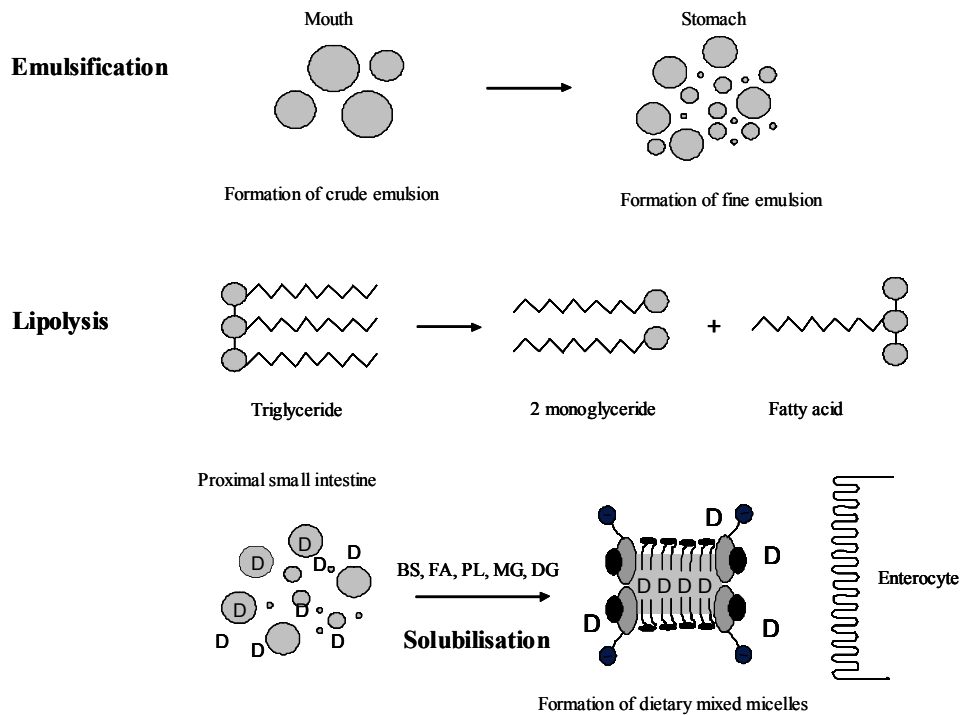 Mouth
Stomach
Emulsification
Formation of crude emulsion
Formation of fine emulsion
Lipolysis
+
Triglyceride
2 monoglyceride
Fatty acid
Proximal small intestine
D
D
D
D
D
D
D
D
D
BS, FA, PL, MG, DG
Solubilisation
D
D
D D D D
D
D
Enterocyte
Formation of dietary mixed micelles